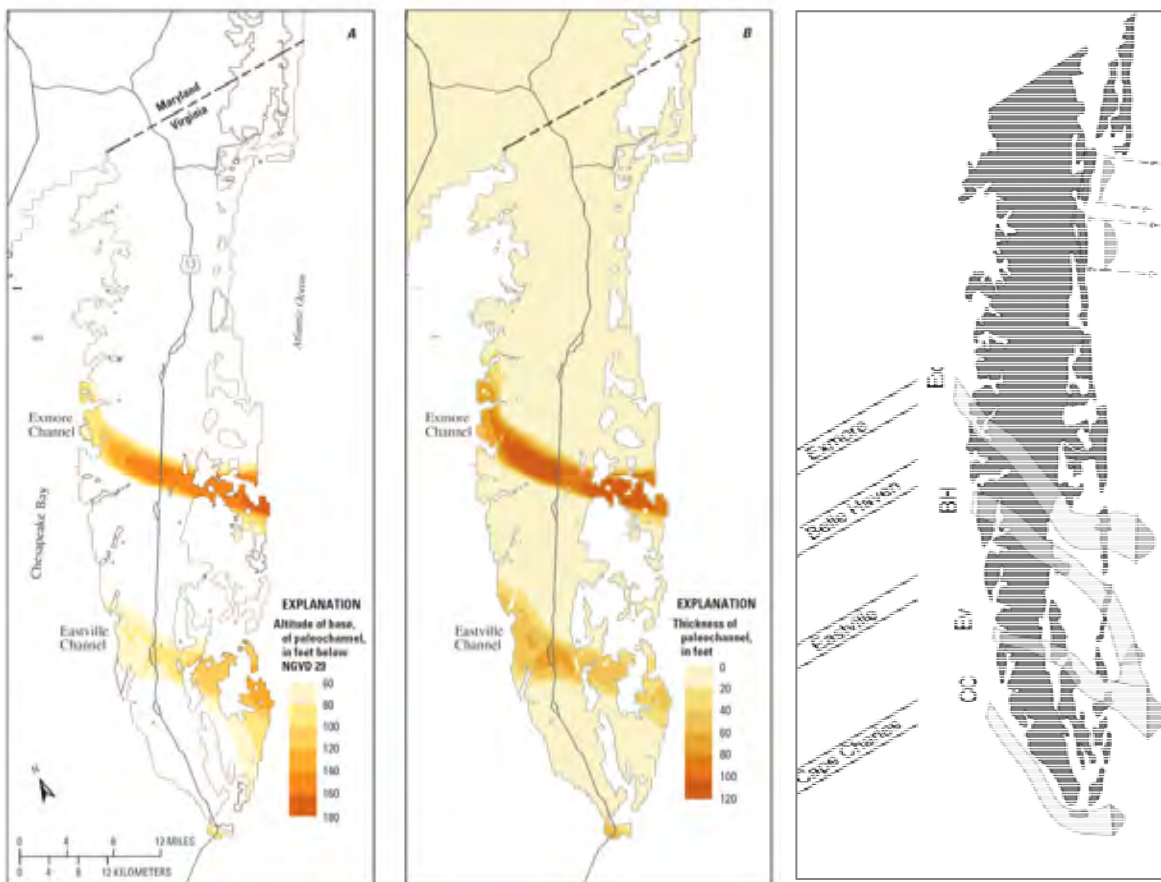 A
Maryland
Virginia
Atlantic Ocean
Exmore
Channel
Chesapeake Bay
Eastville
Channel
EXPLANATION
Altitude of base,
of paleochannel,
in feet below
NGVD 29
60
80
100
120
140
160
180
0 4 8 12 MILES
0 4 8 12 KILOMETERS
B
Exmore
Channel
Eastville
Channel
EXPLANATION
Thickness of
paleochannel,
in feet
0
20
40
60
80
100
120
Ex
Exmore
BH
Belle Haven
EV
Eastville
CC
Cape Charles